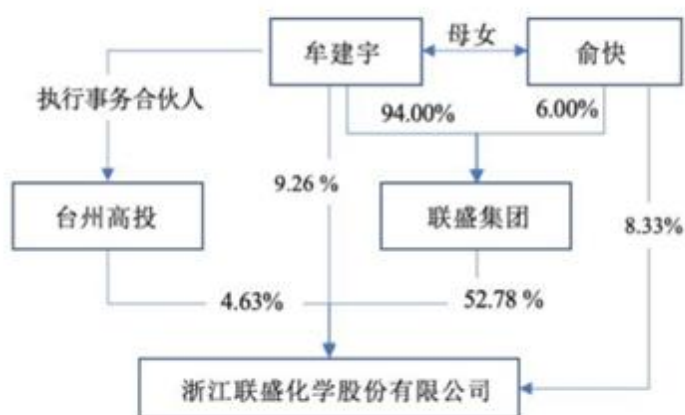 牟建宇
母女
俞快
执行事务合伙人
94.00%
6.00%
9.26 %
台州高投
联盛集团
8.33%
4.63%
52.78 %
浙江联盛化学股份有限公司